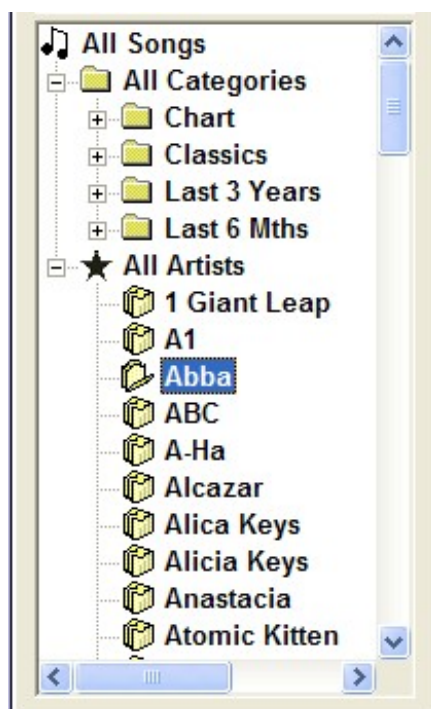 All Songs
All Categories
Chart
Classics
Last 3 Years
Last 6 Mths
All Artists
1 Giant Leap
A1
Abba
ABC
A-Ha
Alcazar
Alica Keys
Alicia Keys
Anastacia
Atomic Kitten